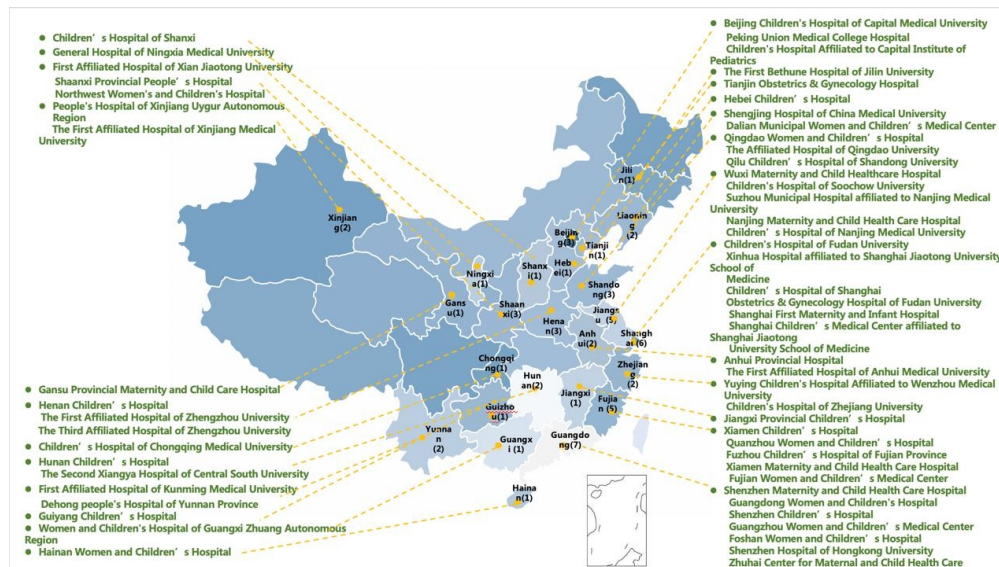 Children’s Hospital of Shanxi
General Hospital of Ningxia Medical University
First Affiliated Hospital of Xian Jiaotong University
Shaanxi Provincial People’s Hospital
Northwest Women's and Children's Hospital
People's Hospital of Xinjiang Uygur Autonomous
Region
The First Affiliated Hospital of Xinjiang Medical
University
Gansu Provincial Maternity and Child Care Hospital
Henan Children’s Hospital
The First Affiliated Hospital of Zhengzhou University
The Third Affiliated Hospital of Zhengzhou University
Children’s Hospital of Chongqing Medical University
Hunan Children’s Hospital
The Second Xiangya Hospital of Central South University
First Affiliated Hospital of Kunming Medical University
Dehong people's Hospital of Yunnan Province
Guiyang Children’s Hospital
Women and Children's Hospital of Guangxi Zhuang Autonomous
Region
Hainan Women and Children’s Hospital
Xinjian
g(2)
Jili
n(1)
Liaonin
g
(2)
Beijin
g(3)
Tianji
n(1)
Heb
ei(1)
Shanx
i(1)
Ningxi
a(1)
Shando
ng(3)
Gans
u(1)
Shaan
xi(3)
Hena
n(3)
Jiangs
u (5)
Anh
ui(2)
Shangh
ai (6)
Chongqi
ng(1)
Hun
an(2)
Zhejian
g
(2)
Jiangxi
(1)
Fujia
n (5)
Guizho
u(1)
Yunna
n
(2)
Guangx
i (1)
Guangdo
ng(7)
Haina
n(1)
Beijing Children's Hospital of Capital Medical University
Peking Union Medical College Hospital
Children's Hospital Affiliated to Capital Institute of
Pediatrics
The First Bethune Hospital of Jilin University
Tianjin Obstetrics & Gynecology Hospital
Hebei Children’s Hospital
Shengjing Hospital of China Medical University
Dalian Municipal Women and Children’s Medical Center
Qingdao Women and Children’s Hospital
The Affiliated Hospital of Qingdao University
Qilu Children’s Hospital of Shandong University
Wuxi Maternity and Child Healthcare Hospital
Children's Hospital of Soochow University
Suzhou Municipal Hospital affiliated to Nanjing Medical
University
Nanjing Maternity and Child Health Care Hospital
Children’s Hospital of Nanjing Medical University
Children's Hospital of Fudan University
Xinhua Hospital affiliated to Shanghai Jiaotong University
School of
Medicine
Children’s Hospital of Shanghai
Obstetrics & Gynecology Hospital of Fudan University
Shanghai First Maternity and Infant Hospital
Shanghai Children’s Medical Center affiliated to
Shanghai Jiaotong
University School of Medicine
Anhui Provincial Hospital
The First Affiliated Hospital of Anhui Medical University
Yuying Children’s Hospital Affiliated to Wenzhou Medical
University
Children's Hospital of Zhejiang University
Jiangxi Provincial Children’s Hospital
Xiamen Children’s Hospital
Quanzhou Women and Children’s Hospital
Fuzhou Children’s Hospital of Fujian Province
Xiamen Maternity and Child Health Care Hospital
Fujian Women and Children’s Medical Center
Shenzhen Maternity and Child Health Care Hospital
Guangdong Women and Children's Hospital
Shenzhen Children’s Hospital
Guangzhou Women and Children’s Medical Center
Foshan Women and Children’s Hospital
Shenzhen Hospital of Hongkong University
Zhuhai Center for Maternal and Child Health Care